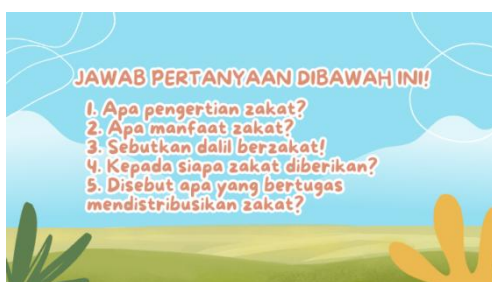 JAWAB PERTANYAAN DIBAWAH INI!
1. Apa pengertian zakat?
2. Apa manfaat zakat?
3. Sebutkan dalil berzakat!
4. Kepada siapa zakat diberikan?
5. Disebut apa yang bertugas
mendistribusikan zakat?